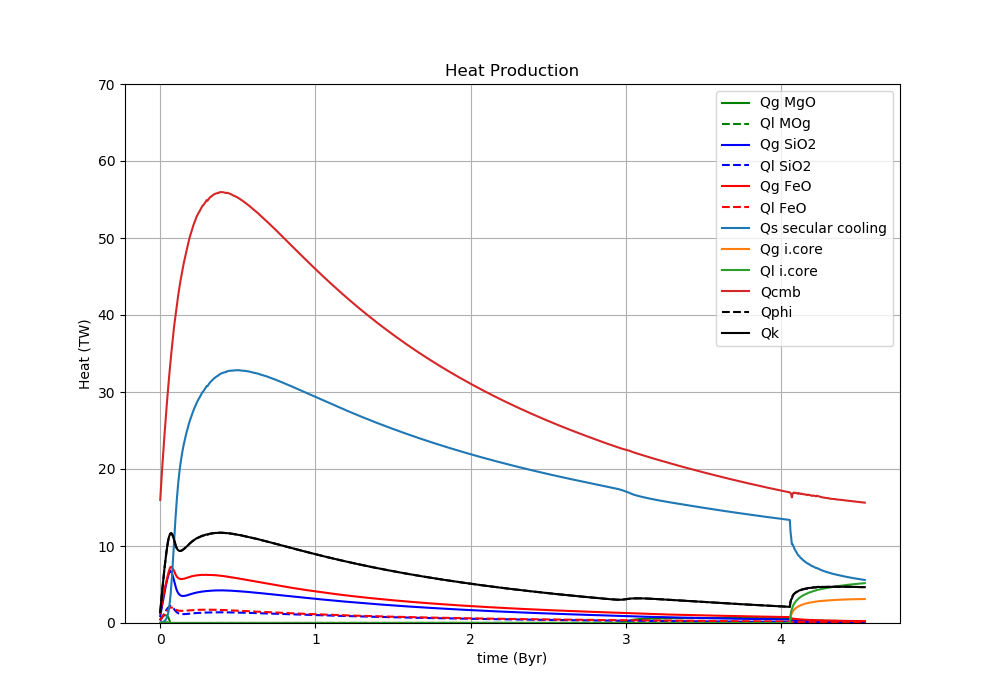 Heat Production
70
60
50
40
30
20
10
0
Heat (TW)
0
1
2
3
4
time (Byr)
Qg MgO
Ql MOg
Qg SiO2
Ql SiO2
Qg FeO
Ql FeO
Qs secular cooling
Qg i.core
Ql i.core
Qcmb
Qphi
Qk